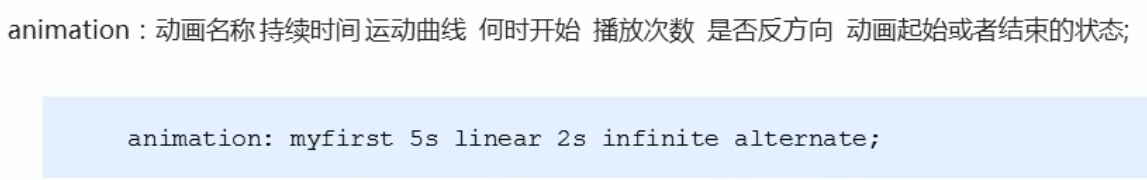 animation：动画名称 持续时间 运动曲线 何时开始 播放次数 是否反方向 动画起始或者结束的状态;
animation: myfirst 5s linear 2s infinite alternate;